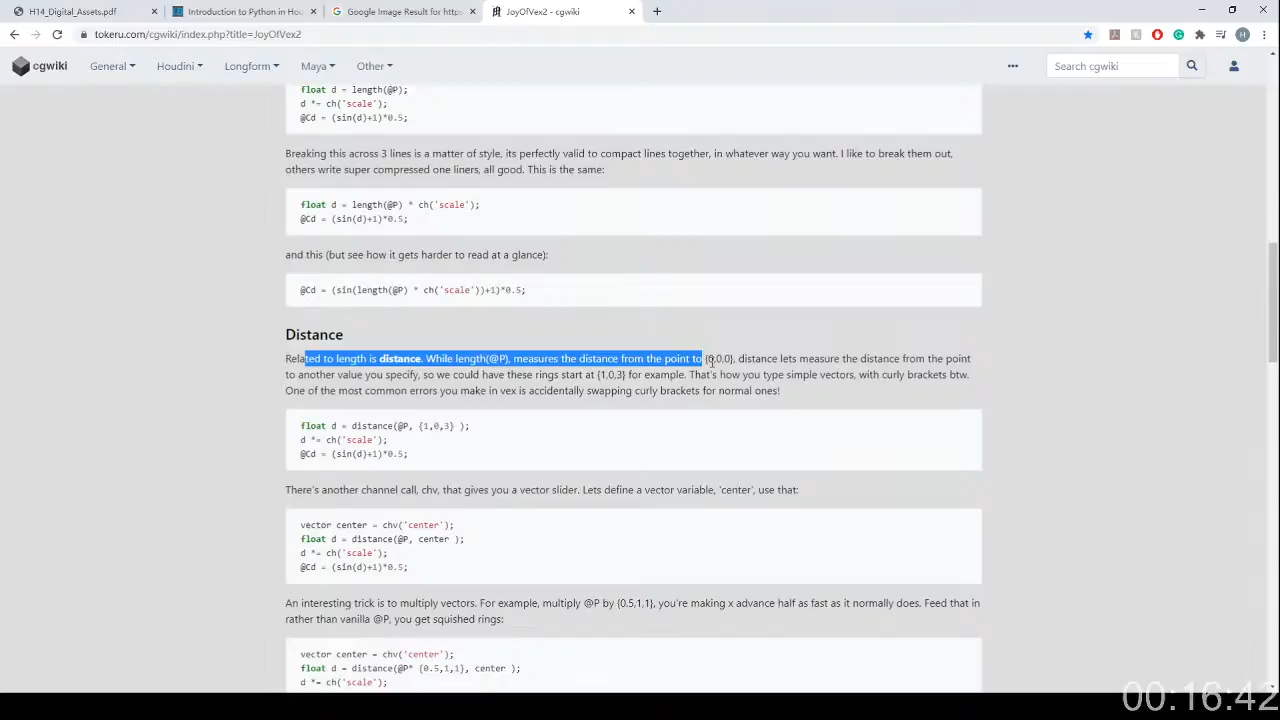 H14_Digital_Assets.pdf
Introduction to Python in Hou
Google Image Result for https
JoyOfVex2 - cgwiki
tokeru.com/cgwiki/index.php?title=JoyOfVex2
cgwiki General Houdini Longform Maya Other Search cgwiki
float d = length(@P);
d *= ch('scale');
@Cd = (sin(d)+1)*0.5;
Breaking this across 3 lines is a matter of style, its perfectly valid to compact lines together, in whatever way you want. I like to break them out,
others write super compressed one liners, all good. This is the same:
float d = length(@P) * ch('scale');
@Cd = (sin(d)+1)*0.5;
and this (but see how it gets harder to read at a glance):
@Cd = (sin(length(@P) * ch('scale'))+1)*0.5;
Distance
Related to length is distance. While length(@P), measures the distance from the point to {0,0,0}, distance lets measure the distance from the point
to another value you specify, so we could have these rings start at {1,0,3} for example. That's how you type simple vectors, with curly brackets btw.
One of the most common errors you make in vex is accidentally swapping curly brackets for normal ones!
float d = distance(@P, {1,0,3} );
d *= ch('scale');
@Cd = (sin(d)+1)*0.5;
There's another channel call, chv, that gives you a vector slider. Lets define a vector variable, 'center', use that:
vector center = chv('center');
float d = distance(@P, center );
d *= ch('scale');
@Cd = (sin(d)+1)*0.5;
An interesting trick is to multiply vectors. For example, multiply @P by {0.5,1,1}, you're making x advance half as fast as it normally does. Feed that in
rather than vanilla @P, you get squished rings:
vector center = chv('center');
float d = distance(@P* {0.5,1,1}, center );
d *= ch('scale');
00:16:42